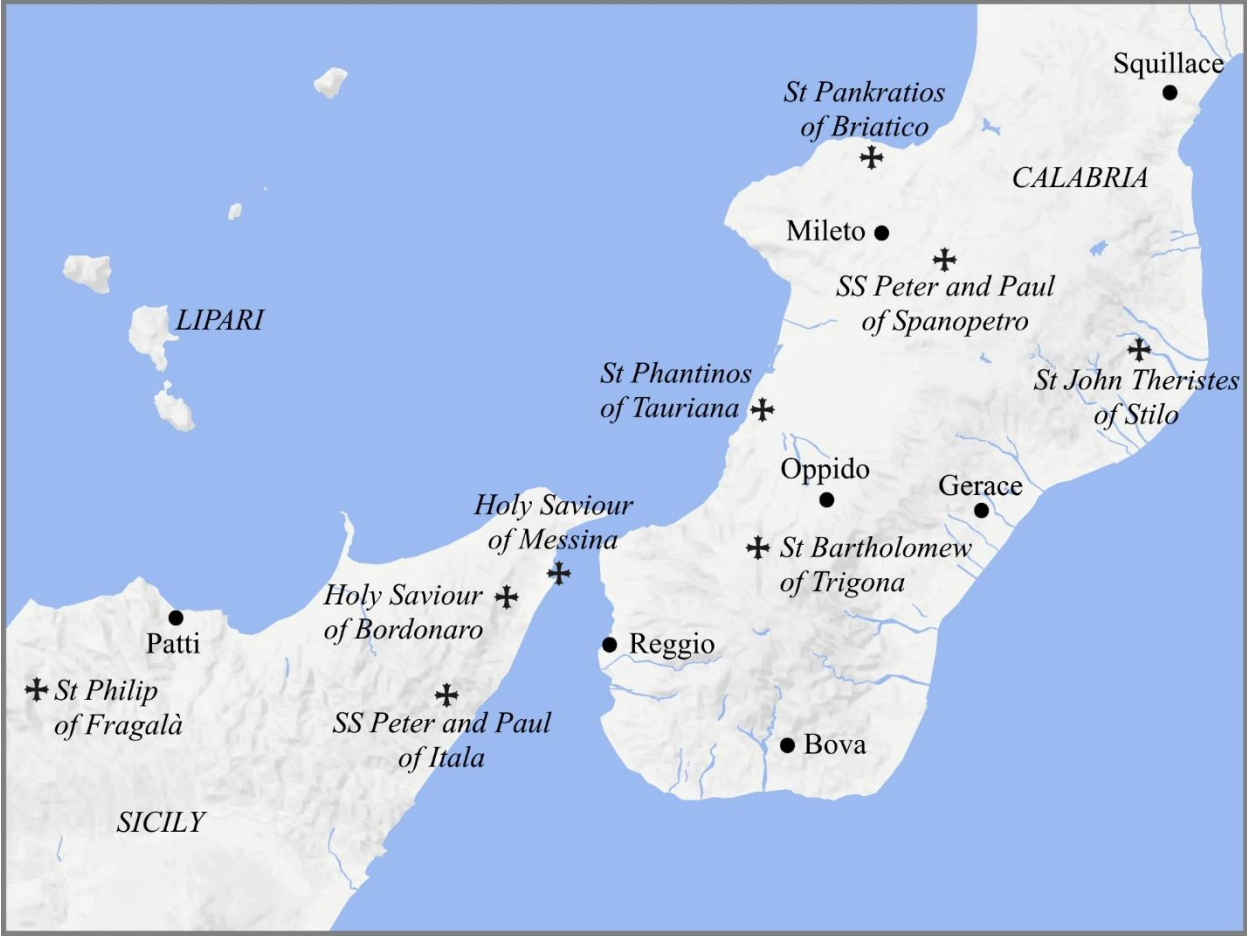 Squillace
St Pankratios
of Briatico
CALABRIA
Mileto
SS Peter and Paul
of Spanopetro
LIPARI
St John Theristes
of Stilo
St Phantinos
of Tauriana
Oppido
Gerace
Holy Saviour
of Messina
St Bartholomew
of Trigona
Holy Saviour
of Bordonaro
Patti
Reggio
St Philip
of Fragalà
SS Peter and Paul
of Itala
Bova
SICILY